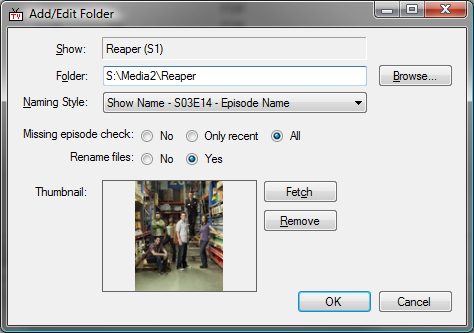 TV
Add/Edit Folder
Show: Reaper (S1)
Folder: S:\Media2\Reaper Browse...
Naming Style: Show Name - S03E14 - Episode Name
Missing episode check: No Only recent All
Rename files: No Yes
Thumbnail: Fetch
Remove
OK Cancel